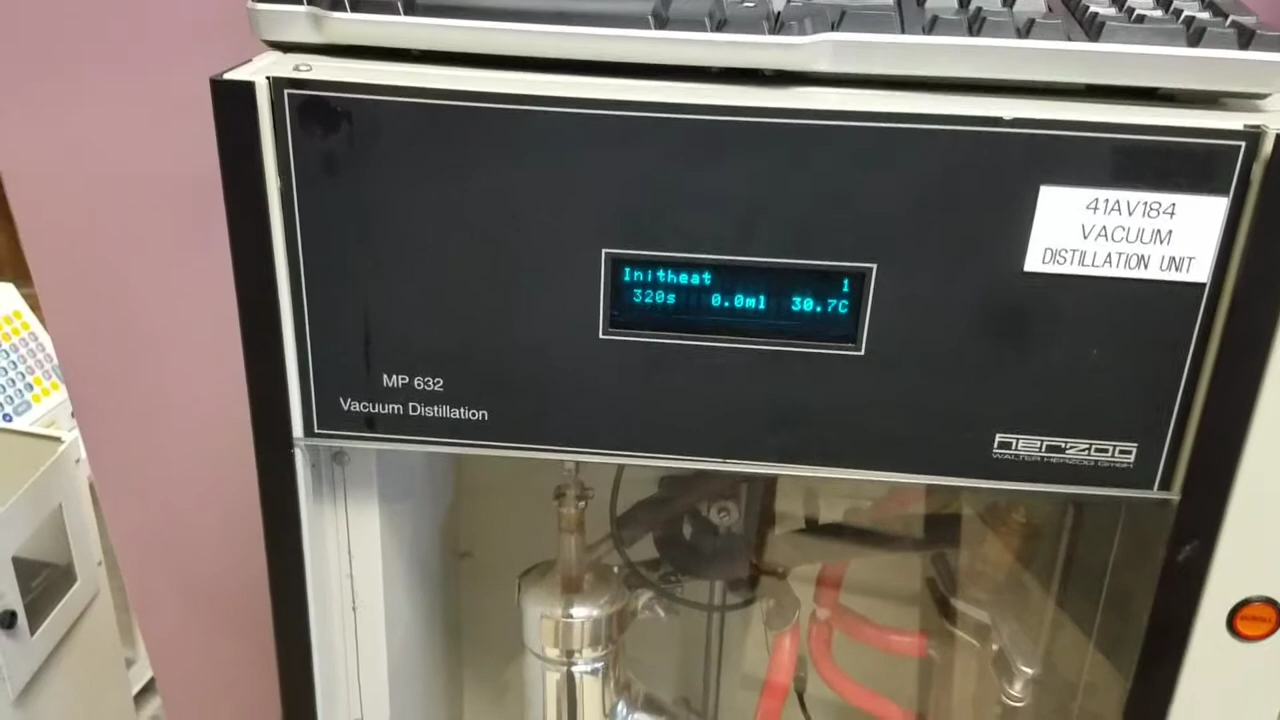 41AV184
VACUUM
DISTILLATION UNIT
Initheat 1
320s 0.0ml 30.7C
MP 632
Vacuum Distillation
herzog
WALTER HERZOG GmbH